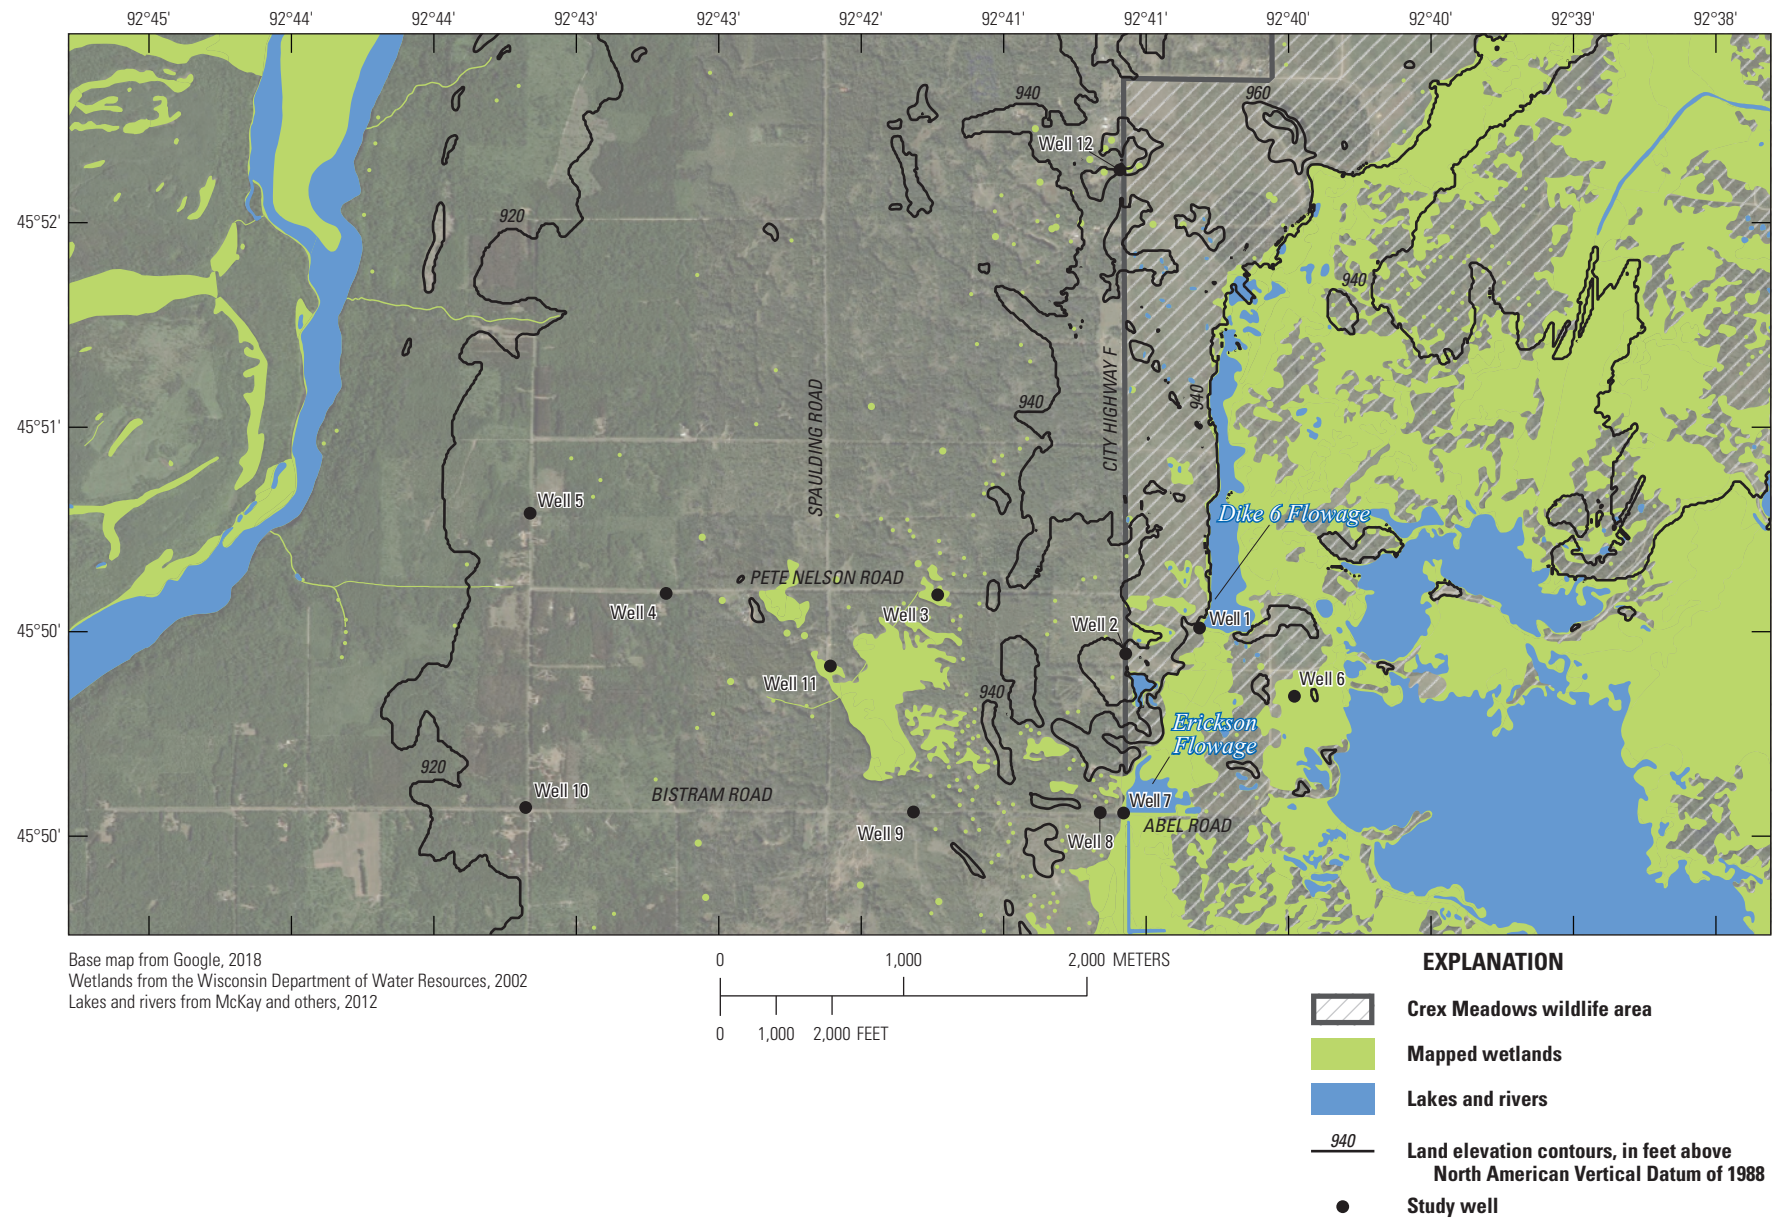 92°45' 92°44' 92°44' 92°43' 92°43' 92°42' 92°41' 92°41' 92°40' 92°40' 92°39' 92°38'
940
960
Well 12
45°52'
920
940
CITY HIGHWAY F
SPAULDING ROAD
940
940
45°51'
Well 5
Dike 6 Flowage
PETE NELSON ROAD
Well 4
Well 3
Well 2
Well 1
45°50'
Well 11
940
Well 6
Erickson
Flowage
920
Well 10
BISTRAM ROAD
Well 7
Well 9
Well 8
ABEL ROAD
45°50'
Base map from Google, 2018
Wetlands from the Wisconsin Department of Water Resources, 2002
Lakes and rivers from McKay and others, 2012
0 1,000 2,000 METERS
0 1,000 2,000 FEET
EXPLANATION
Crex Meadows wildlife area
Mapped wetlands
Lakes and rivers
940
Land elevation contours, in feet above
North American Vertical Datum of 1988
Study well